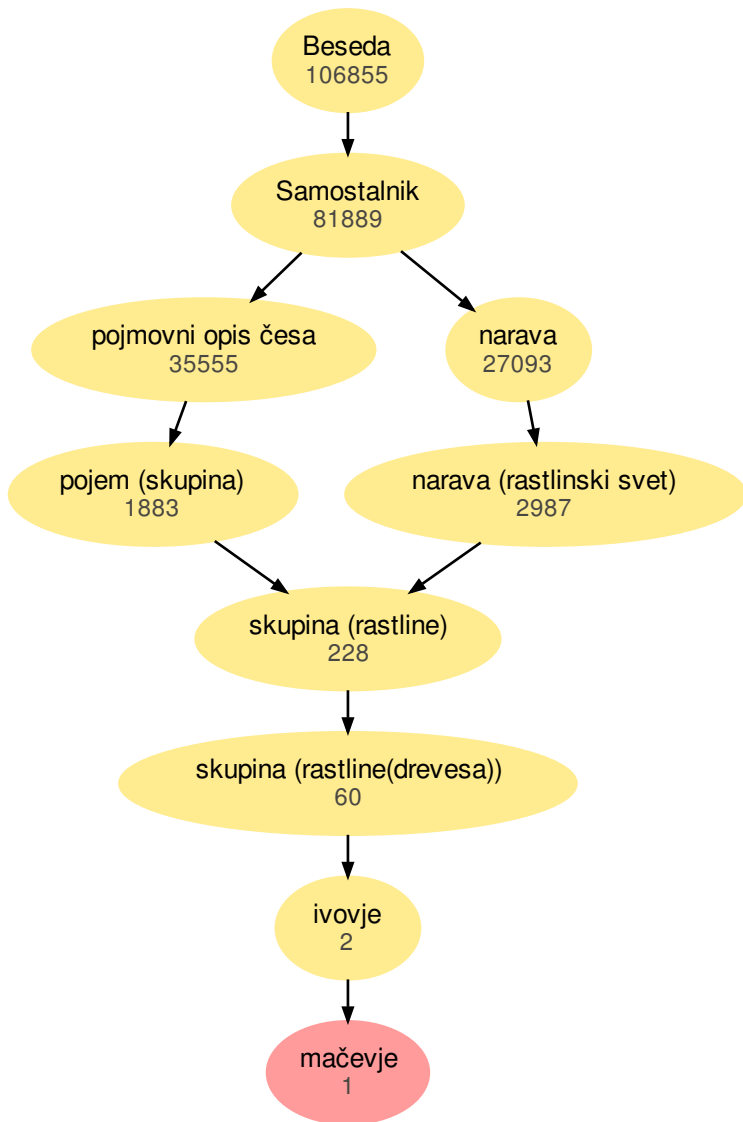 Beseda
106855
Samostalnik
81889
pojmovni opis česa
35555
narava
27093
pojem (skupina)
1883
narava (rastlinski svet)
2987
skupina (rastline)
228
skupina (rastline(drevesa))
60
ivovje
2
mačevje
1